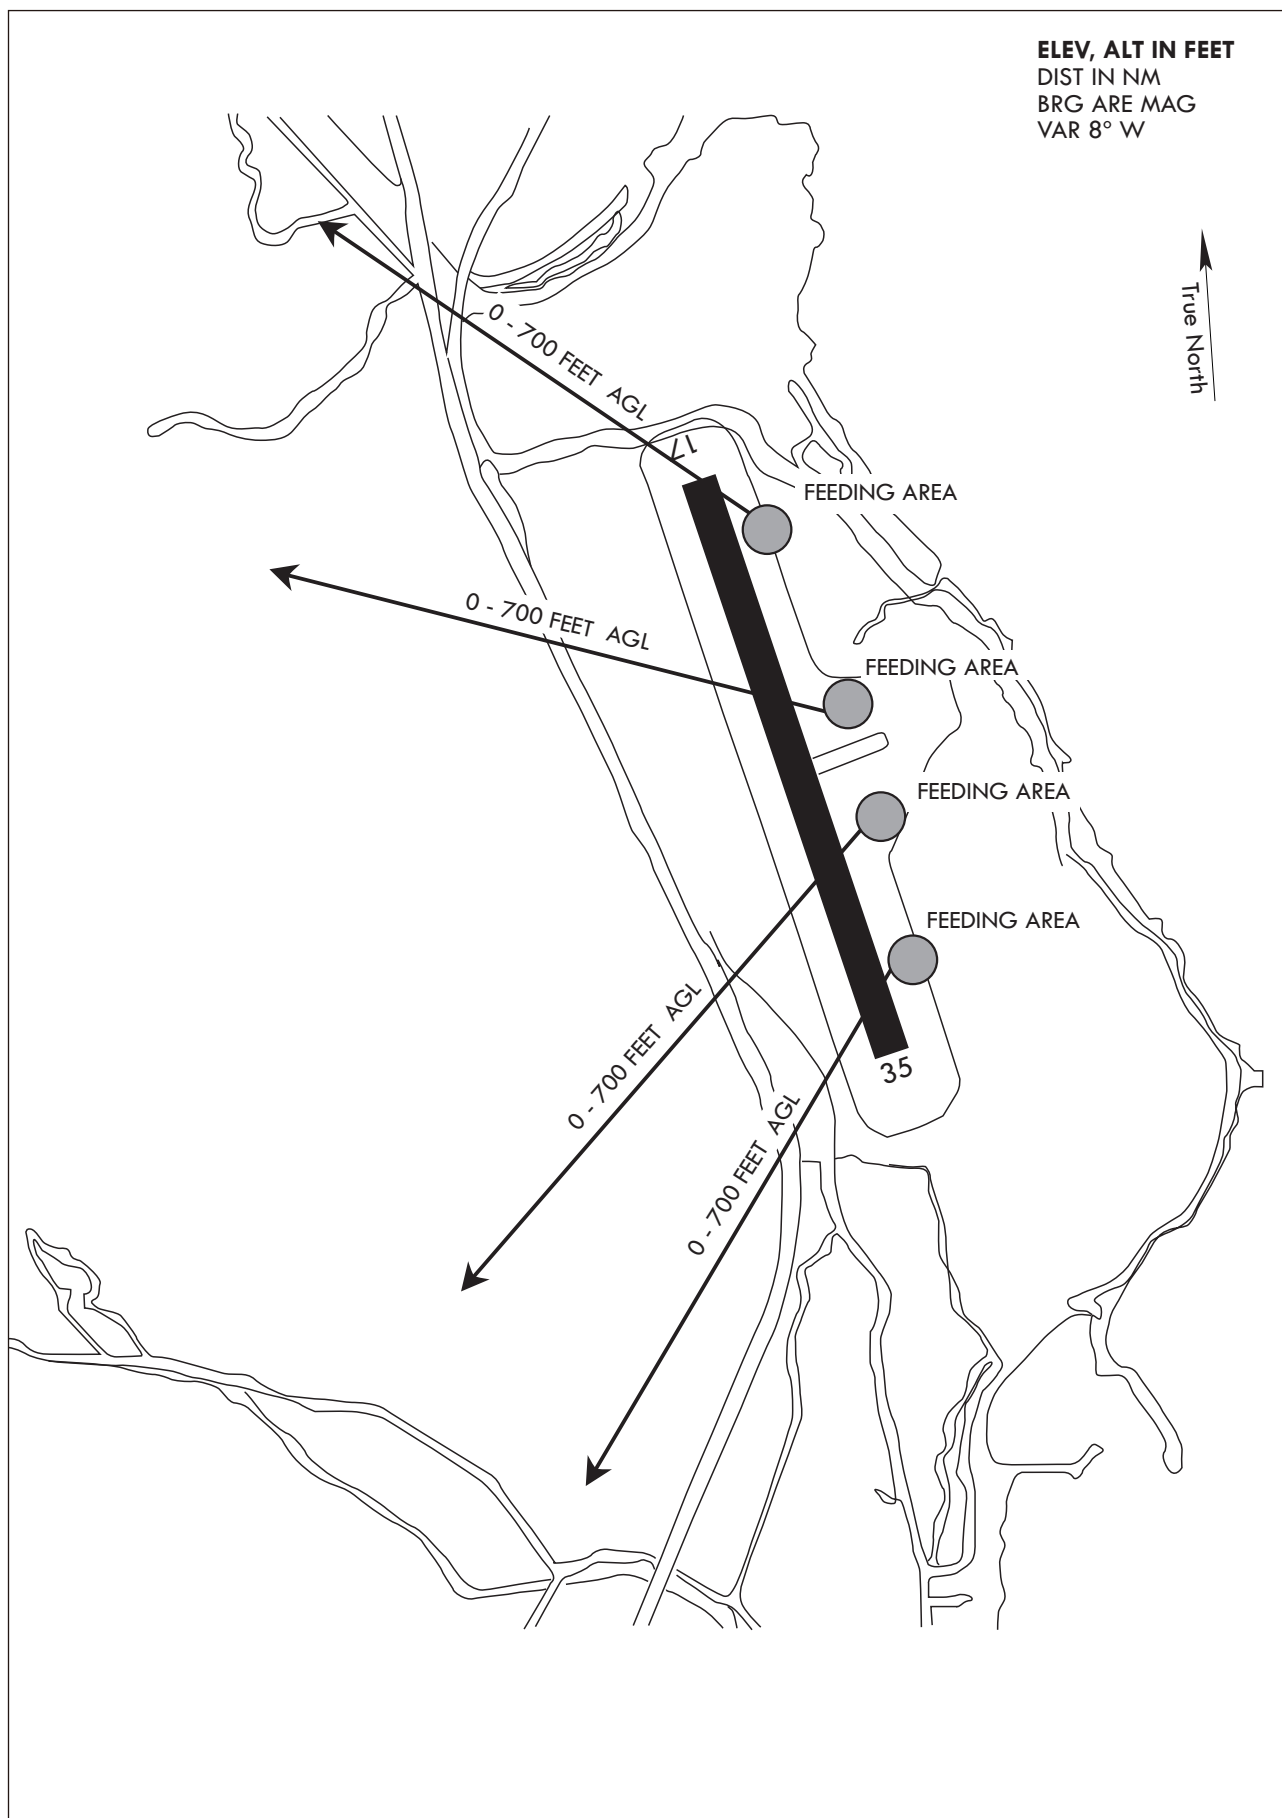 ELEV, ALT IN FEET
DIST IN NM
BRG ARE MAG
VAR 8° W
True North
0 - 700 FEET AGL
17
FEEDING AREA
0 - 700 FEET AGL
FEEDING AREA
FEEDING AREA
FEEDING AREA
0 - 700 FEET AGL
35
0 - 700 FEET AGL